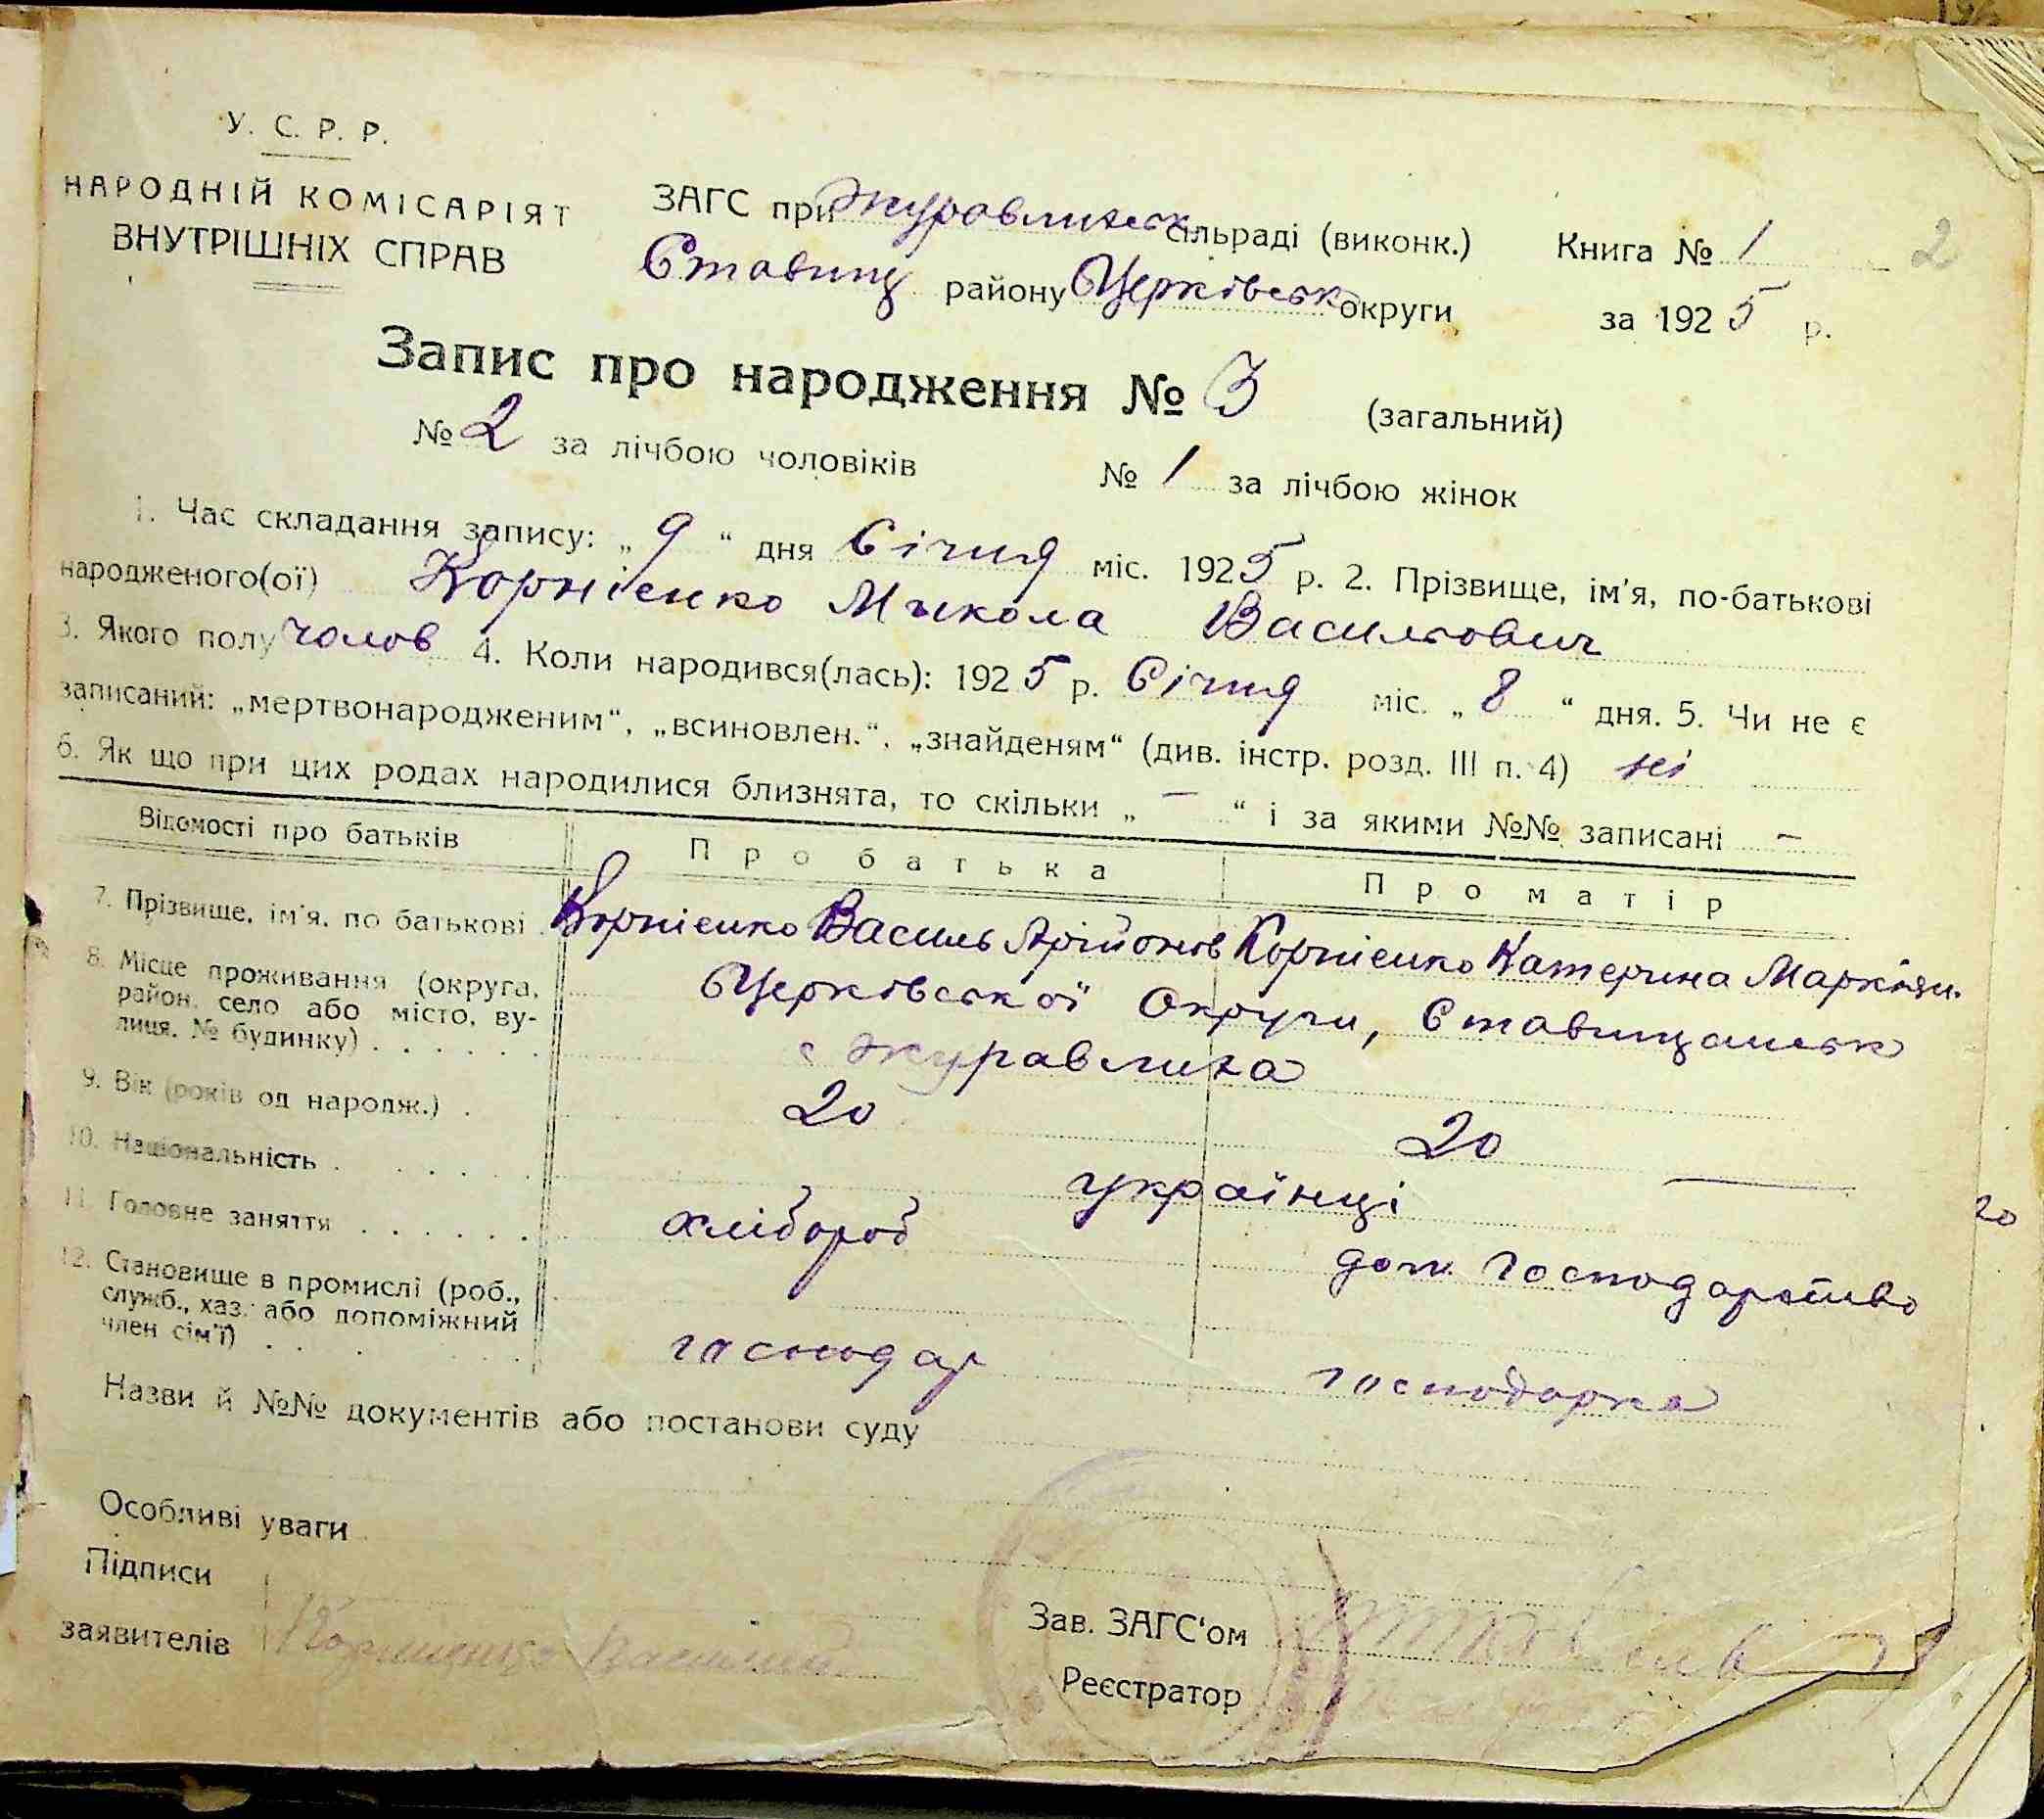 У. С. Р. Р.
НАРОДНІЙ КОМІСАРІЯТ
ВНУТРІШНІХ СПРАВ
ЗАГС при Журавлиськ сільраді (виконк.) Книга № 1 2
Ставищ району Б Церківськ округи за 1925 р.
Запис про народження № 3 (загальний)
№ 2 за лічбою чоловіків № 1 за лічбою жінок
1. Час складання запису: „9“ дня Січня міс. 1925 р. 2. Прізвище, ім'я, по-батькові
народженого(ої) Корнієнко Микола Васильович
3. Якого полу чолов 4. Коли народився(лась): 1925 р. Січня міс. „8“ дня. 5. Чи не є
записаний: „мертвонародженим“, „всиновлен.“, „знайденям“ (див. інстр. розд. III п. 4) ні
6. Як що при цих родах народилися близнята, то скільки „ — “ і за якими №№ записані —
Відомості про батьків Про батька Про матір
7. Прізвище, ім'я, по батькові Корнієнко Василь Корнієнко Катерина
8. Місце проживання (округа, район, село або місто, ву-
лиця, № будинку) . . . . . . Б Церківської Округи, Ставищанськ
с Журавлиха
9. Вік (років од народж.) . 20 20
10. Національність . . . . . . українці
11. Головне заняття . . . . . . хлібороб дом господарство
20
12. Становище в промислі (роб.,
служб., хаз. або допоміжний
член сім'ї) . . . . . . господар господарка
Назви й №№ документів або постанови суду
Особливі уваги
Підписи
заявителів
Зав. ЗАГС'ом
Реєстратор